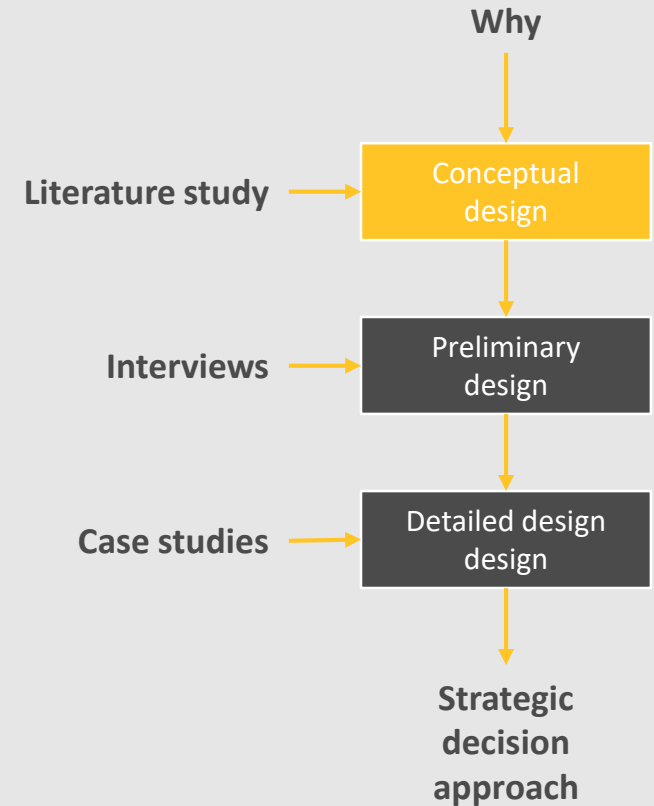 Why
Literature study
Conceptual
design
Interviews
Preliminary
design
Case studies
Detailed design
design
Strategic
decision
approach